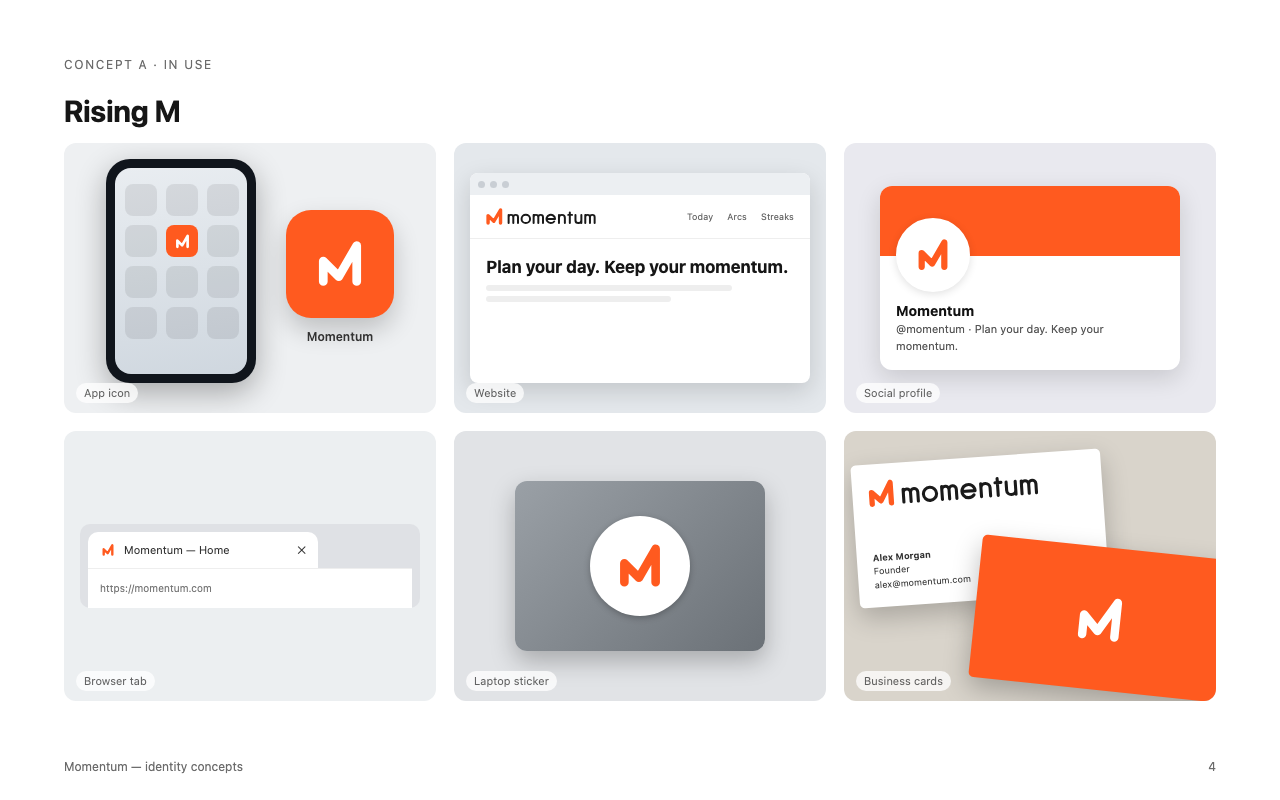 CONCEPT A · IN USE
Rising M
Momentum
App icon
momentum
Today Arcs Streaks
Plan your day. Keep your momentum.
Website
Momentum
@momentum · Plan your day. Keep your
momentum.
Social profile
Momentum — Home
https://momentum.com
Browser tab
Laptop sticker
momentum
Alex Morgan
Founder
alex@momentum.com
Business cards
Momentum — identity concepts
4